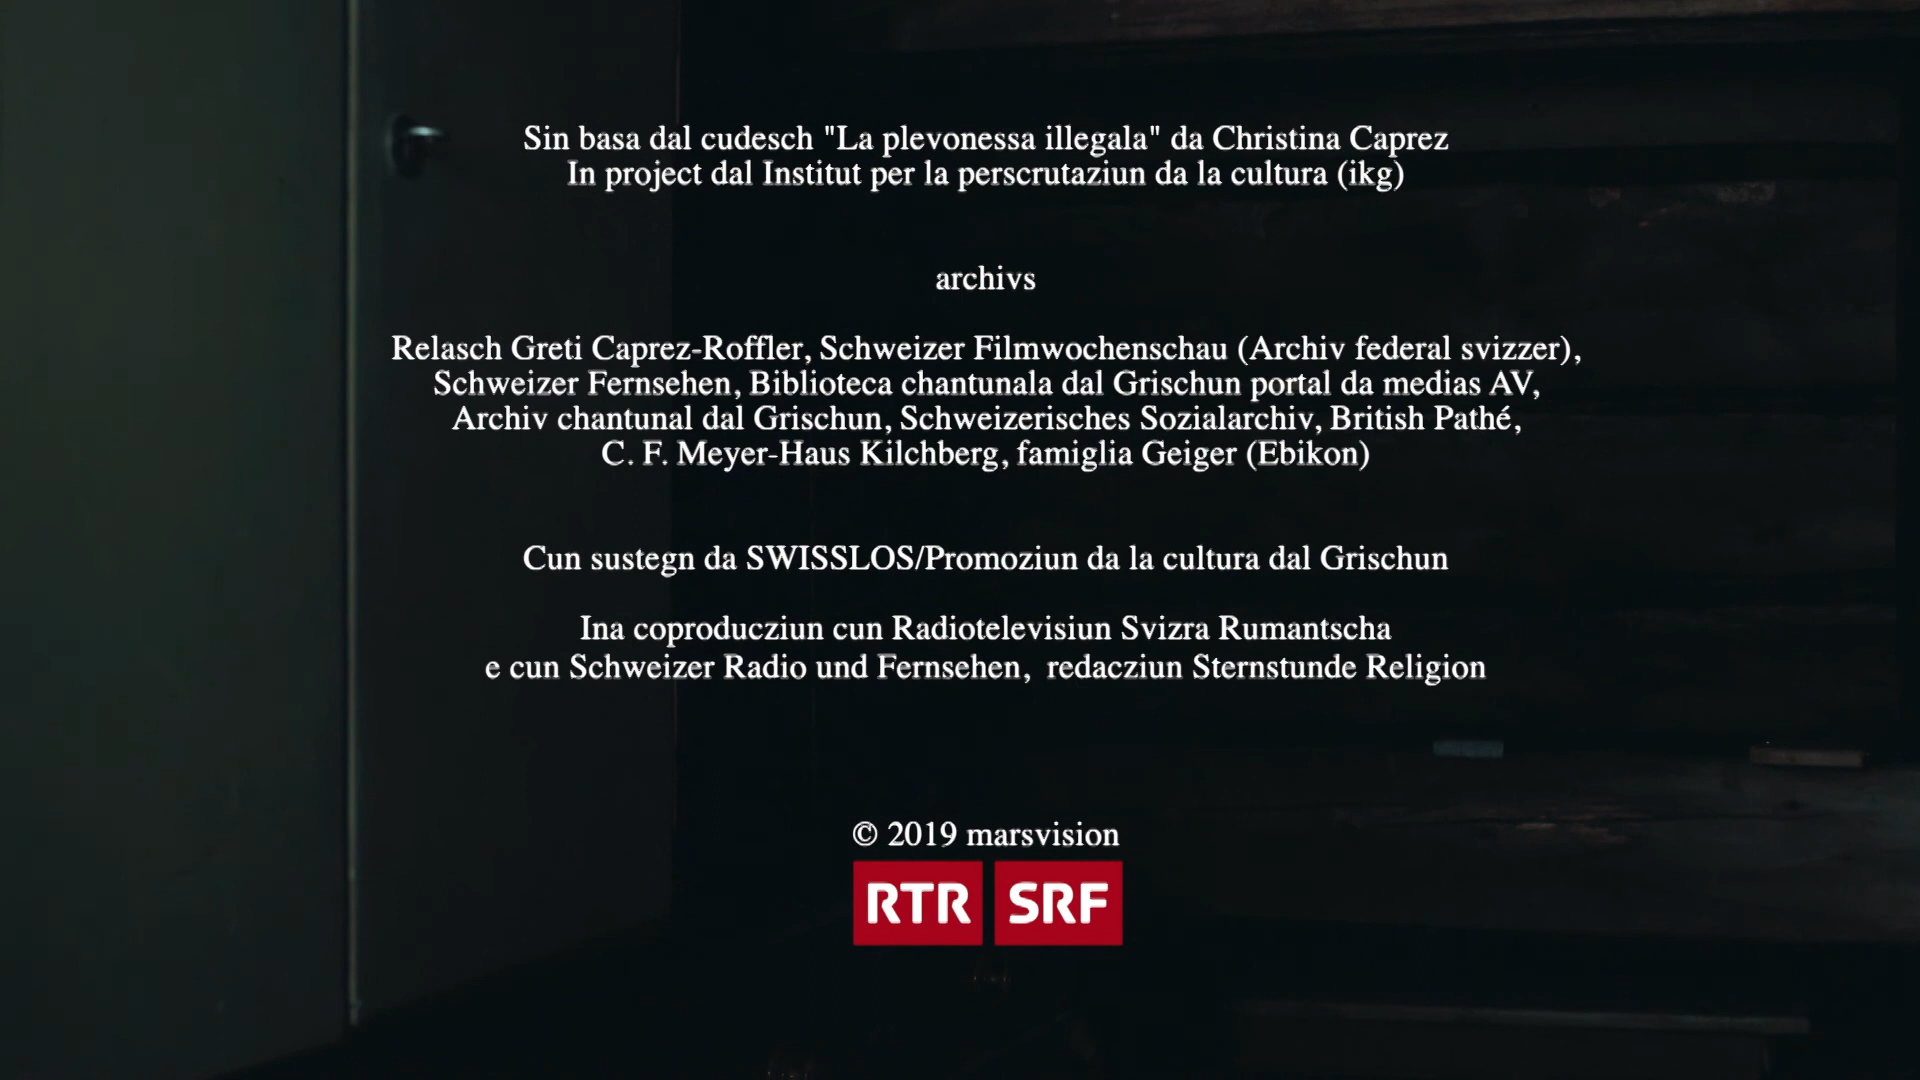 Sin basa dal cudesch "La plevonessa illegala" da Christina Caprez
In project dal Institut per la perscrutaziun da la cultura (ikg)
archivs
Relasch Greti Caprez-Roffler, Schweizer Filmwochenschau (Archiv federal svizzer),
Schweizer Fernsehen, Biblioteca chantunala dal Grischun portal da medias AV,
Archiv chantunal dal Grischun, Schweizerisches Sozialarchiv, British Pathé,
C. F. Meyer-Haus Kilchberg, famiglia Geiger (Ebikon)
Cun sustegn da SWISSLOS/Promoziun da la cultura dal Grischun
Ina coproducziun cun Radiotelevisiun Svizra Rumantscha
e cun Schweizer Radio und Fernsehen, redacziun Sternstunde Religion
© 2019 marsvision
RTR SRF